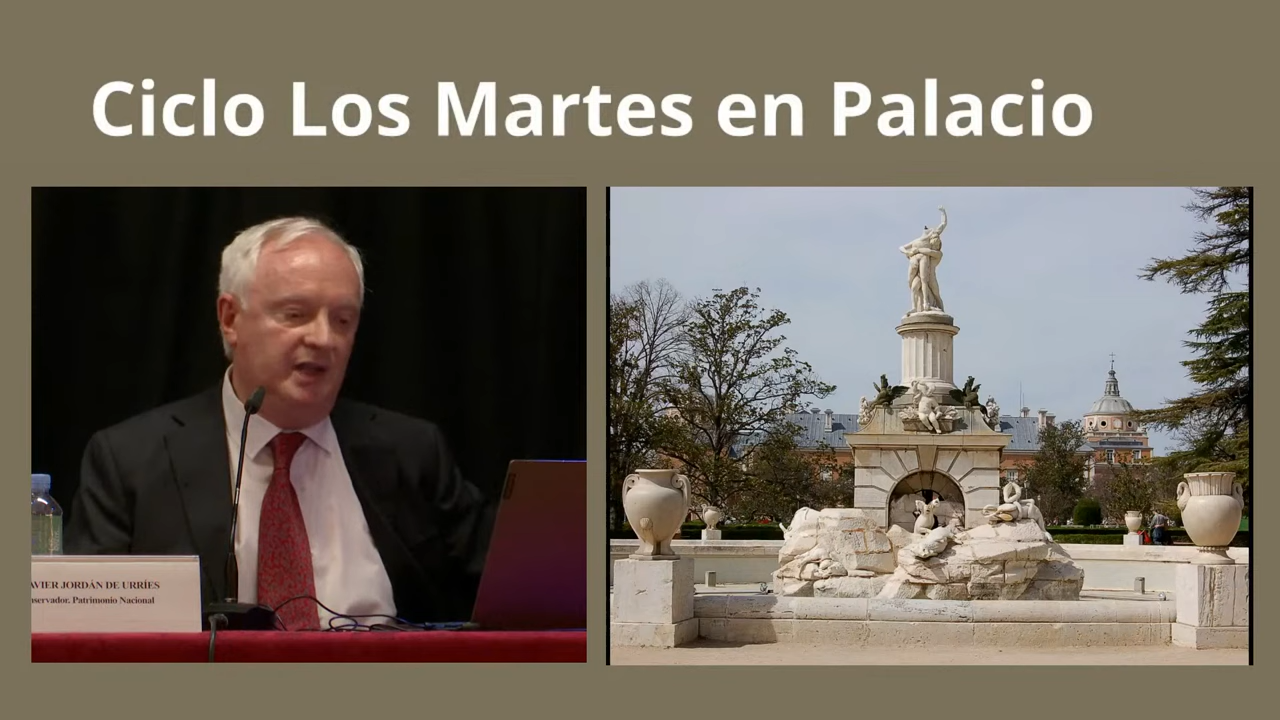 Ciclo Los Martes en Palacio
AVIER JORDÁN DE URRÍES
nservador. Patrimonio Nacional